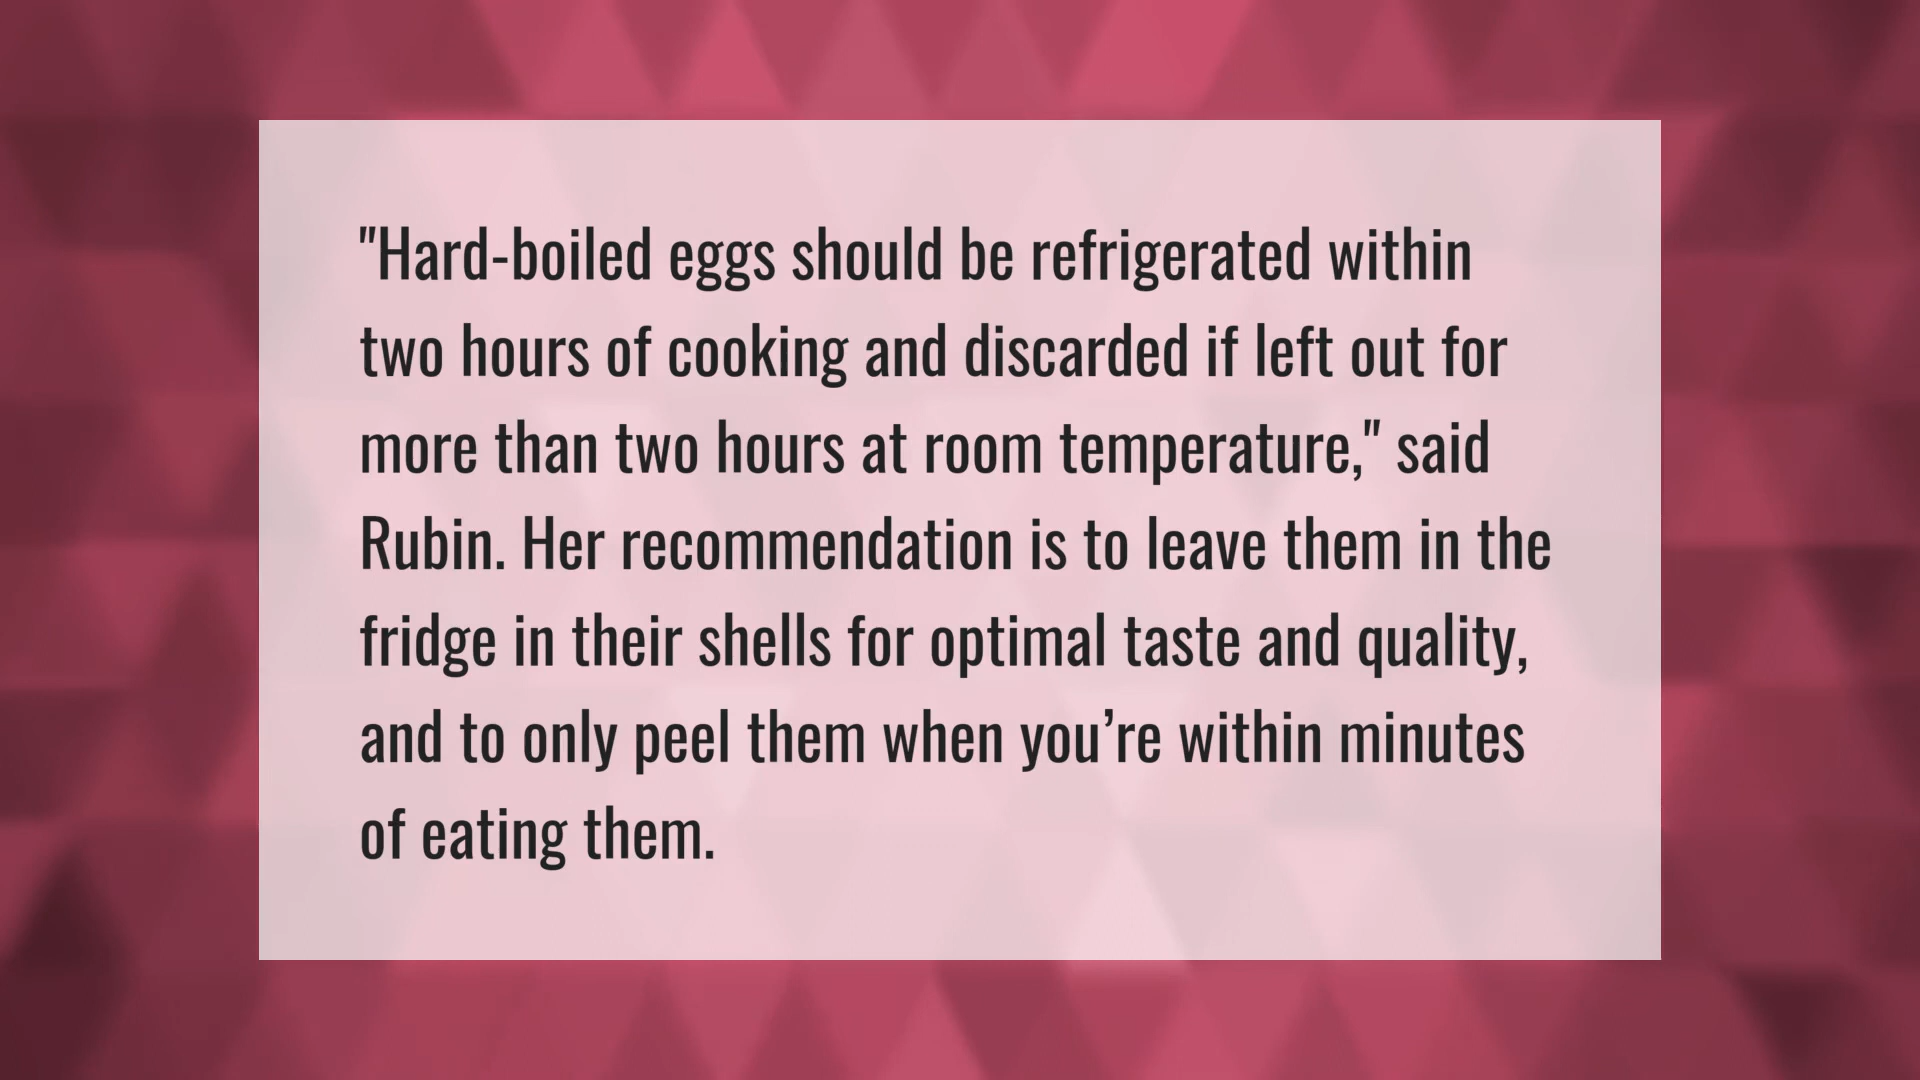 "Hard-boiled eggs should be refrigerated within
two hours of cooking and discarded if left out for
more than two hours at room temperature," said
Rubin. Her recommendation is to leave them in the
fridge in their shells for optimal taste and quality,
and to only peel them when you’re within minutes
of eating them.